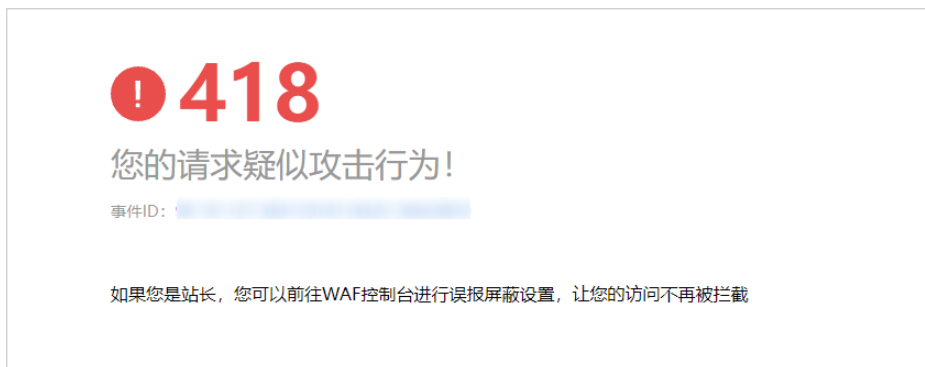 ! 418
您的请求疑似攻击行为！
事件ID：
如果您是站长，您可以前往WAF控制台进行误报屏蔽设置，让您的访问不再被拦截